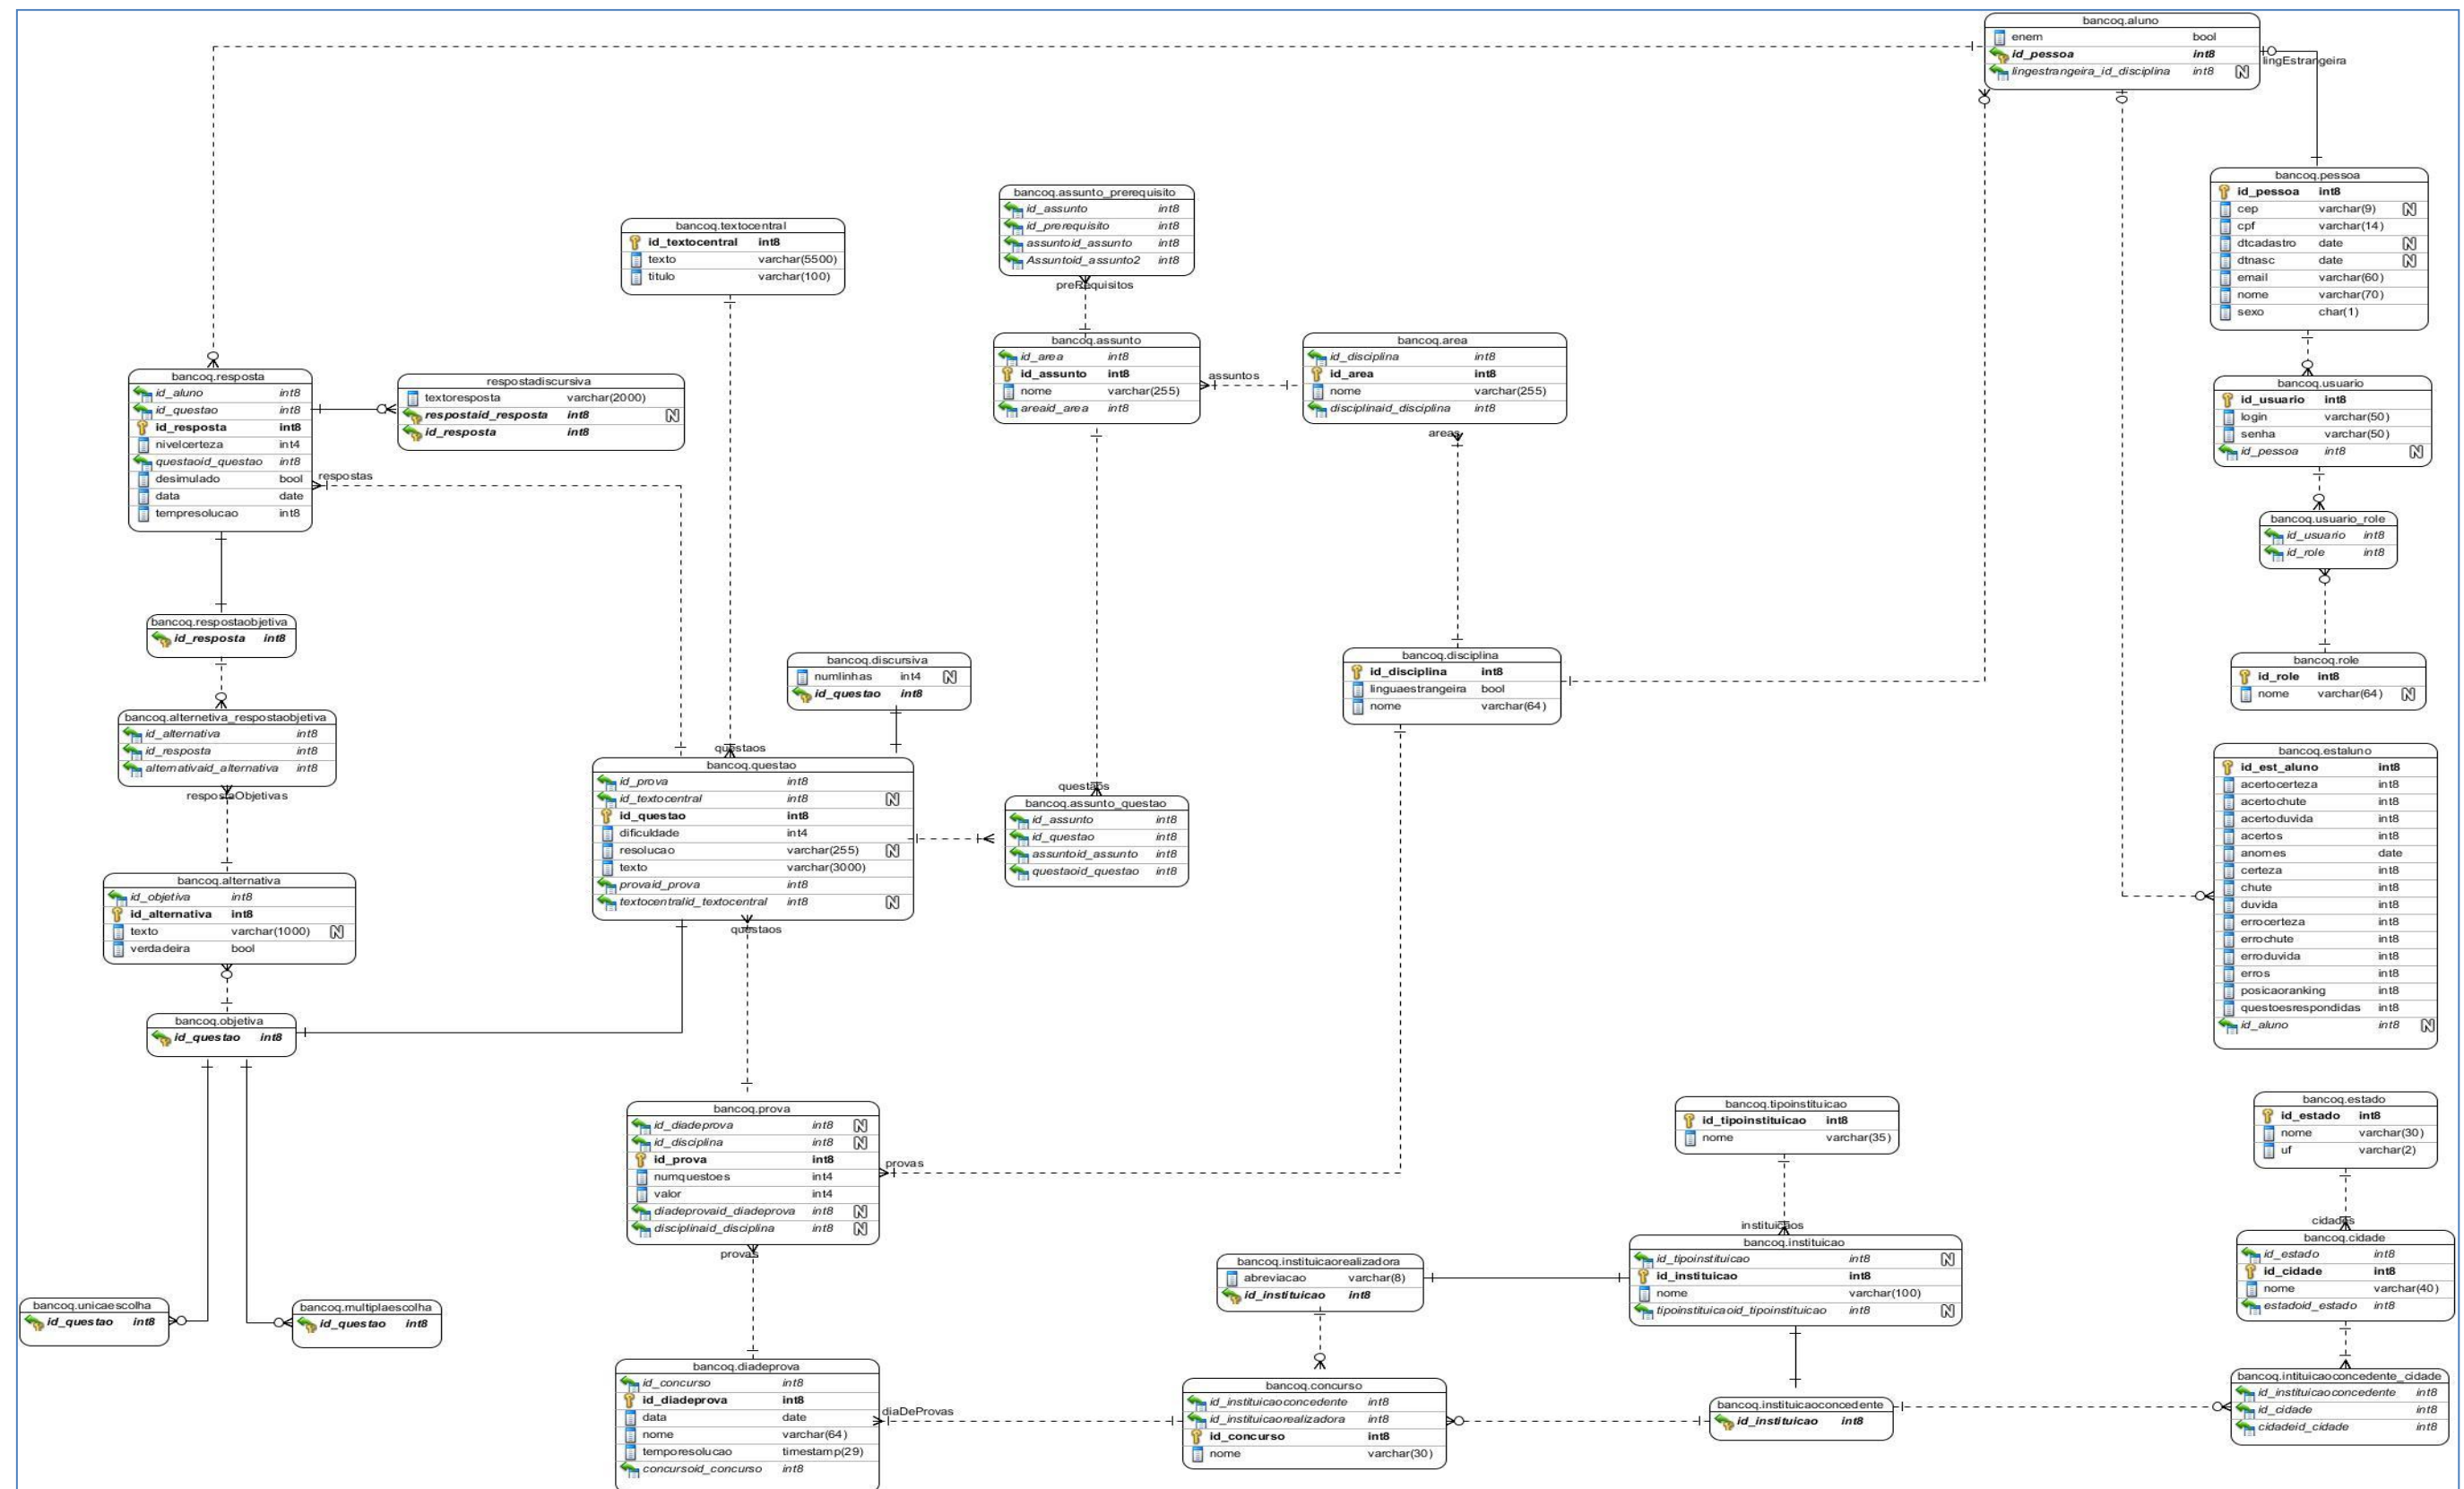 bancoq.aluno
enem bool
id_pessoa int8
lingestrangeira_id_disciplina int8 N
lingEstrangeira
bancoq.pessoa
id_pessoa int8
cep varchar(9) N
cpf varchar(14)
dtcadastro date N
dtnasc date N
email varchar(60)
nome varchar(70)
sexo char(1)
bancoq.assunto_prerequisito
id_assunto int8
id_prerequisito int8
assuntoid_assunto int8
Assuntoid_assunto2 int8
preRequisitos
bancoq.textocentral
id_textocentral int8
texto varchar(5500)
titulo varchar(100)
bancoq.assunto
id_area int8
id_assunto int8
nome varchar(255)
areaid_area int8
assuntos
bancoq.area
id_disciplina int8
id_area int8
nome varchar(255)
disciplinaid_disciplina int8
areas
bancoq.resposta
id_aluno int8
id_questao int8
id_resposta int8
nivelcerteza int4
questaoid_questao int8
desimulado bool
data date
tempresolucao int8
respostas
respostadiscursiva
textoresposta varchar(2000)
respostaid_resposta int8 N
id_resposta int8
bancoq.usuario
id_usuario int8
login varchar(50)
senha varchar(50)
id_pessoa int8 N
bancoq.usuario_role
id_usuario int8
id_role int8
bancoq.role
id_role int8
nome varchar(64) N
bancoq.respostaobjetiva
id_resposta int8
bancoq.discursiva
numlinhas int4 N
id_questao int8
bancoq.disciplina
id_disciplina int8
linguaestrangeira bool
nome varchar(64)
bancoq.alternetiva_respostaobjetiva
id_alternativa int8
id_resposta int8
alternativaid_alternativa int8
respostaObjetivas
questaos
bancoq.questao
id_prova int8
id_textocentral int8 N
id_questao int8
dificuldade int4
resolucao varchar(255) N
texto varchar(3000)
provaid_prova int8
textocentralid_textocentral int8 N
questaos
questaos
bancoq.assunto_questao
id_assunto int8
id_questao int8
assuntoid_assunto int8
questaoid_questao int8
bancoq.estaluno
id_est_aluno int8
acertocerteza int8
acertochute int8
acertoduvida int8
acertos int8
anomes date
certeza int8
chute int8
duvida int8
errocerteza int8
errochute int8
erroduvida int8
erros int8
posicaoranking int8
questoesrespondidas int8
id_aluno int8 N
bancoq.alternativa
id_objetiva int8
id_alternativa int8
texto varchar(1000) N
verdadeira bool
bancoq.objetiva
id_questao int8
bancoq.prova
id_diadeprova int8 N
id_disciplina int8 N
id_prova int8
numquestoes int4
valor int4
diadeprovaid_diadeprova int8 N
disciplinaid_disciplina int8 N
provas
provas
bancoq.tipoinstituicao
id_tipoinstituicao int8
nome varchar(35)
bancoq.estado
id_estado int8
nome varchar(30)
uf varchar(2)
instituicaos
bancoq.instituicao
id_tipoinstituicao int8 N
id_instituicao int8
nome varchar(100)
tipoinstituicaoid_tipoinstituicao int8 N
cidades
bancoq.cidade
id_estado int8
id_cidade int8
nome varchar(40)
estadoid_estado int8
bancoq.instituicaorealizadora
abreviacao varchar(8)
id_instituicao int8
bancoq.unicaescolha
id_questao int8
bancoq.multiplaescolha
id_questao int8
bancoq.diadeprova
id_concurso int8
id_diadeprova int8
data date
nome varchar(64)
temporesolucao timestamp(29)
concursoid_concurso int8
diaDeProvas
bancoq.concurso
id_instituicaoconcedente int8
id_instituicaorealizadora int8
id_concurso int8
nome varchar(30)
bancoq.instituicaoconcedente
id_instituicao int8
bancoq.intituicaoconcedente_cidade
id_instituicaoconcedente int8
id_cidade int8
cidadeid_cidade int8